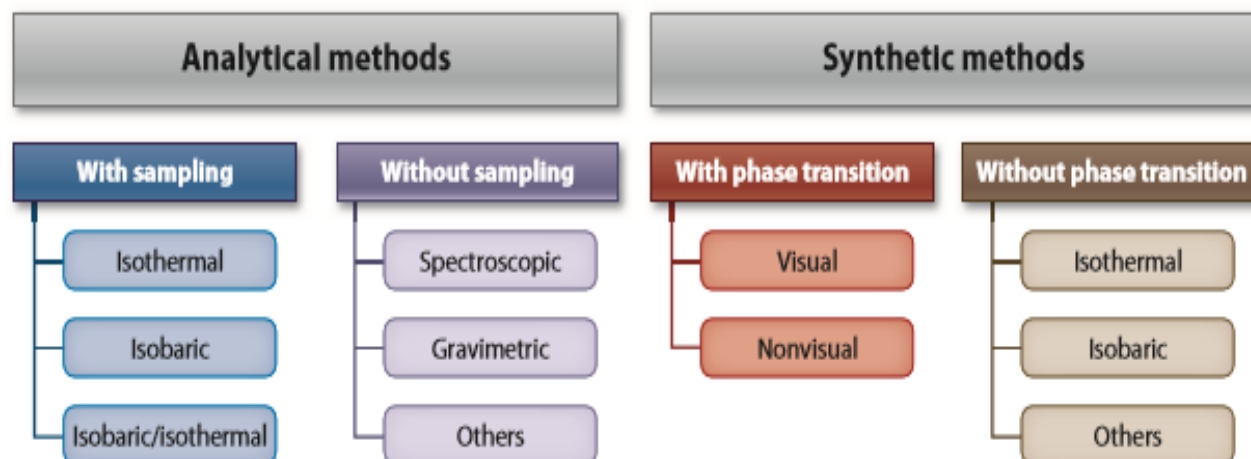 Analytical methods
Synthetic methods
With sampling
Without sampling
With phase transition
Without phase transition
Isothermal
Spectroscopic
Visual
Isothermal
Isobaric
Gravimetric
Nonvisual
Isobaric
Isobaric/isothermal
Others
Others